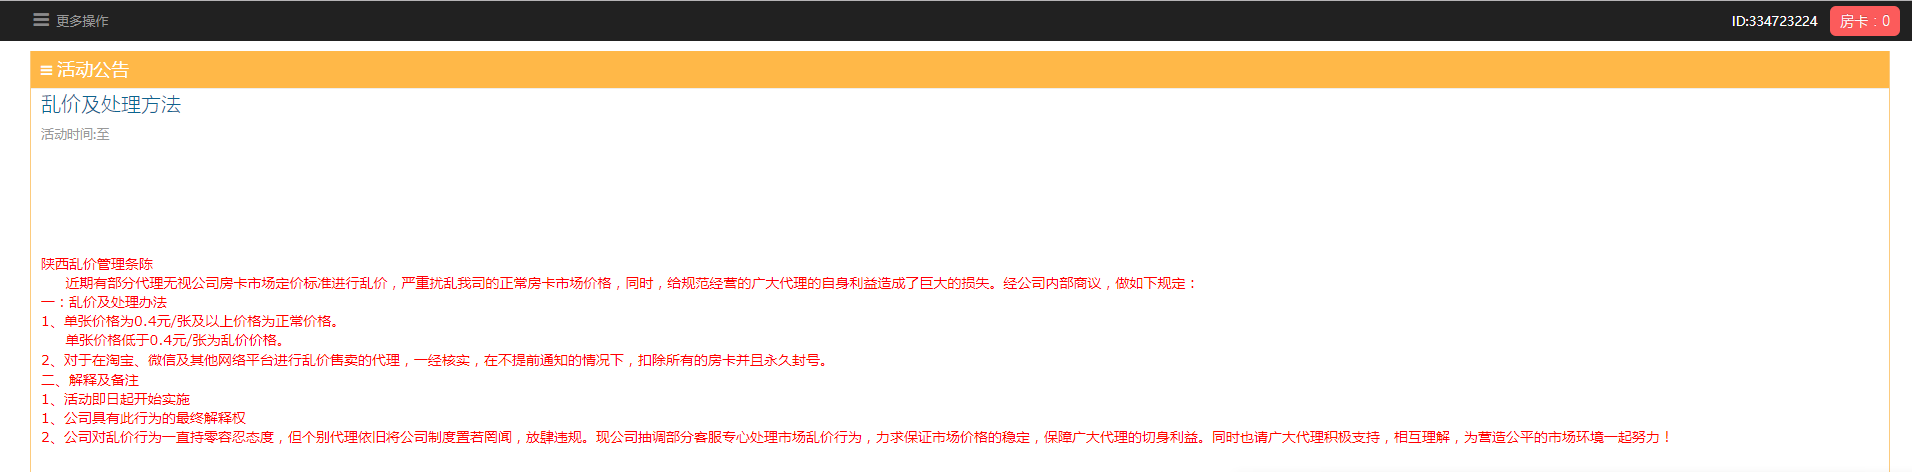 更多操作
ID:334723224
房卡：0
活动公告
乱价及处理方法
活动时间:至
陕西乱价管理条陈
近期有部分代理无视公司房卡市场定价标准进行乱价，严重扰乱我司的正常房卡市场价格，同时，给规范经营的广大代理的自身利益造成了巨大的损失。经公司内部商议，做如下规定：
一：乱价及处理办法
1、单张价格为0.4元/张及以上价格为正常价格。
单张价格低于0.4元/张为乱价价格。
2、对于在淘宝、微信及其他网络平台进行乱价售卖的代理，一经核实，在不提前通知的情况下，扣除所有的房卡并且永久封号。
二、解释及备注
1、活动即日起开始实施
1、公司具有此行为的最终解释权
2、公司对乱价行为一直持零容忍态度，但个别代理依旧将公司制度置若罔闻，放肆违规。现公司抽调部分客服专心处理市场乱价行为，力求保证市场价格的稳定，保障广大代理的切身利益。同时也请广大代理积极支持，相互理解，为营造公平的市场环境一起努力！